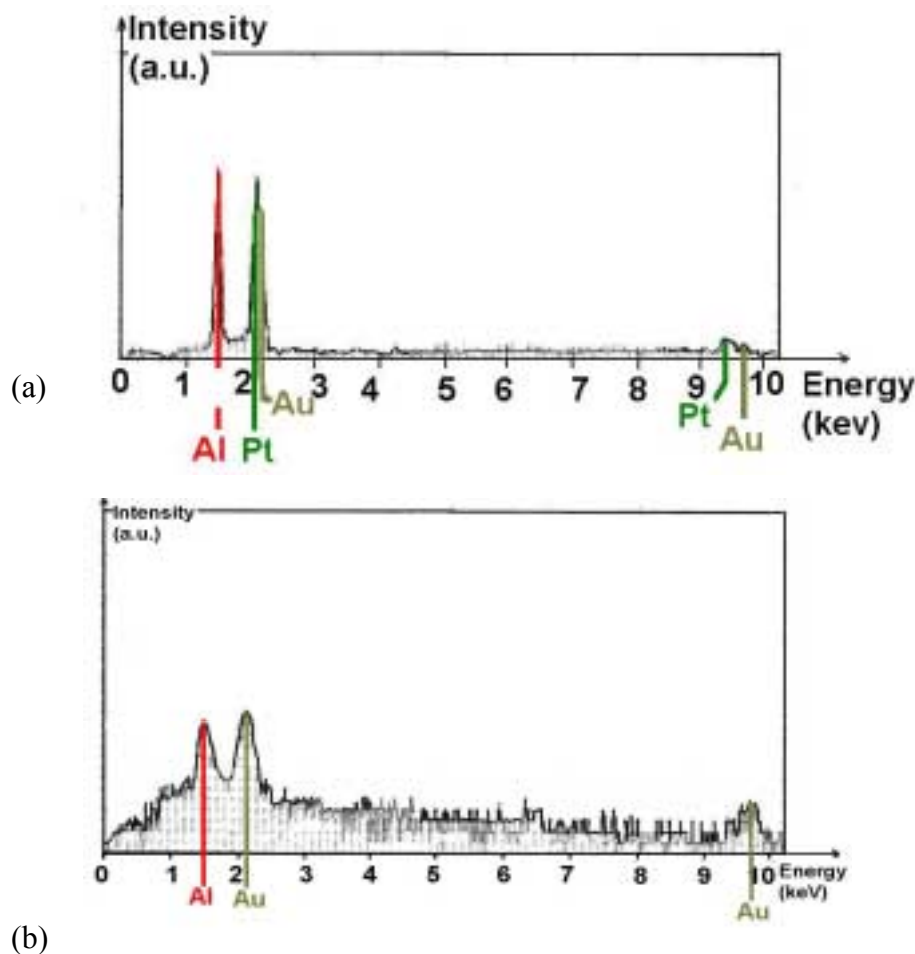 Intensity
(a.u.)
0 1 2 3 4 5 6 7 8 9 10 Energy
(kev)
Al Pt Au Pt Au
(a)
Intensity
(a.u.)
0 1 2 3 4 5 6 7 8 9 10 Energy
(keV)
Al Au Au
(b)